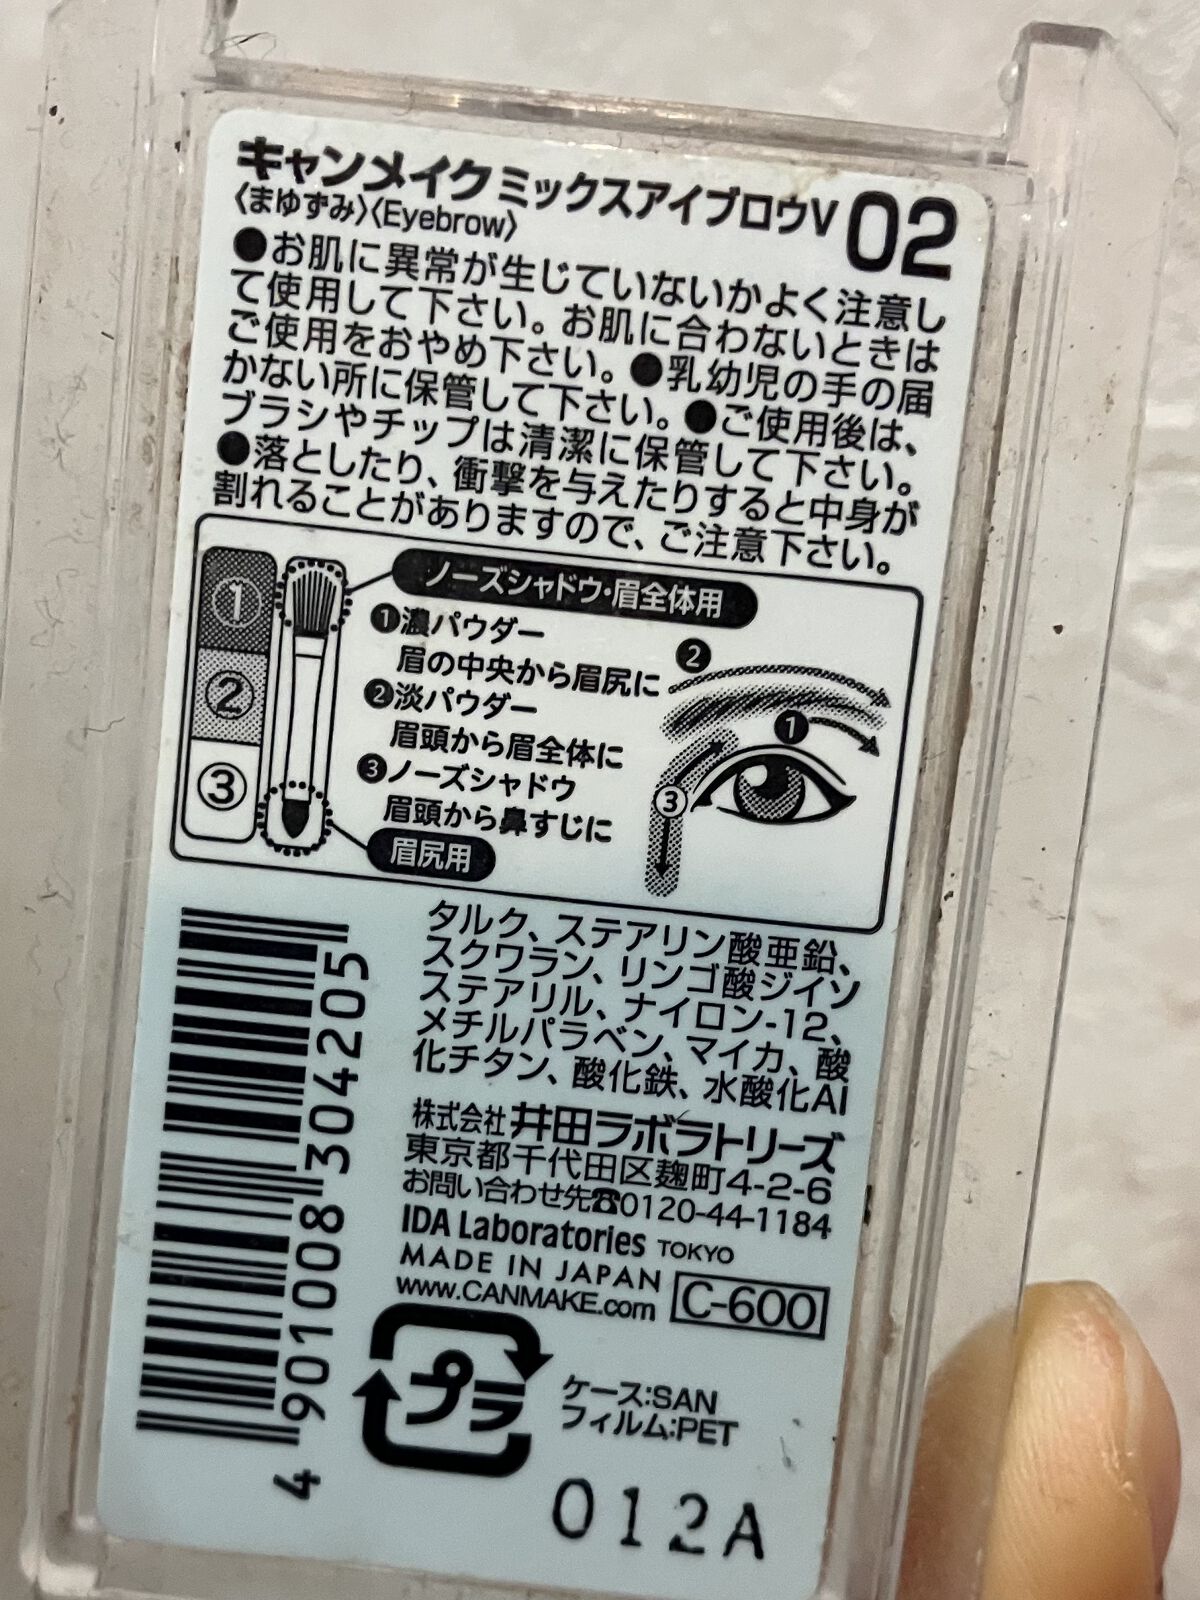 キャンメイク ミックスアイブロウV 02
〈まゆずみ〉〈Eyebrow〉
●お肌に異常が生じていないかよく注意し
て使用して下さい。お肌に合わないときは
ご使用をおやめ下さい。●乳幼児の手の届
かない所に保管して下さい。●ご使用後は、
ブラシやチップは清潔に保管して下さい。
●落としたり、衝撃を与えたりすると中身が
割れることがありますので、ご注意下さい。
①
②
③
ノーズシャドウ・眉全体用
❶濃パウダー
眉の中央から眉尻に
❷淡パウダー
眉頭から眉全体に
❸ノーズシャドウ
眉頭から鼻すじに
眉尻用
❷
❶
③
タルク、ステアリン酸亜鉛、
スクワラン、リンゴ酸ジイソ
ステアリル、ナイロン-12、
メチルパラベン、マイカ、酸
化チタン、酸化鉄、水酸化Al
株式会社 井田ラボラトリーズ
東京都千代田区麹町4-2-6
お問い合わせ先☎0120-44-1184
IDA Laboratories TOKYO
MADE IN JAPAN
www.CANMAKE.com
C-600
プラ
ケース:SAN
フィルム:PET
012A
4 901008 304205